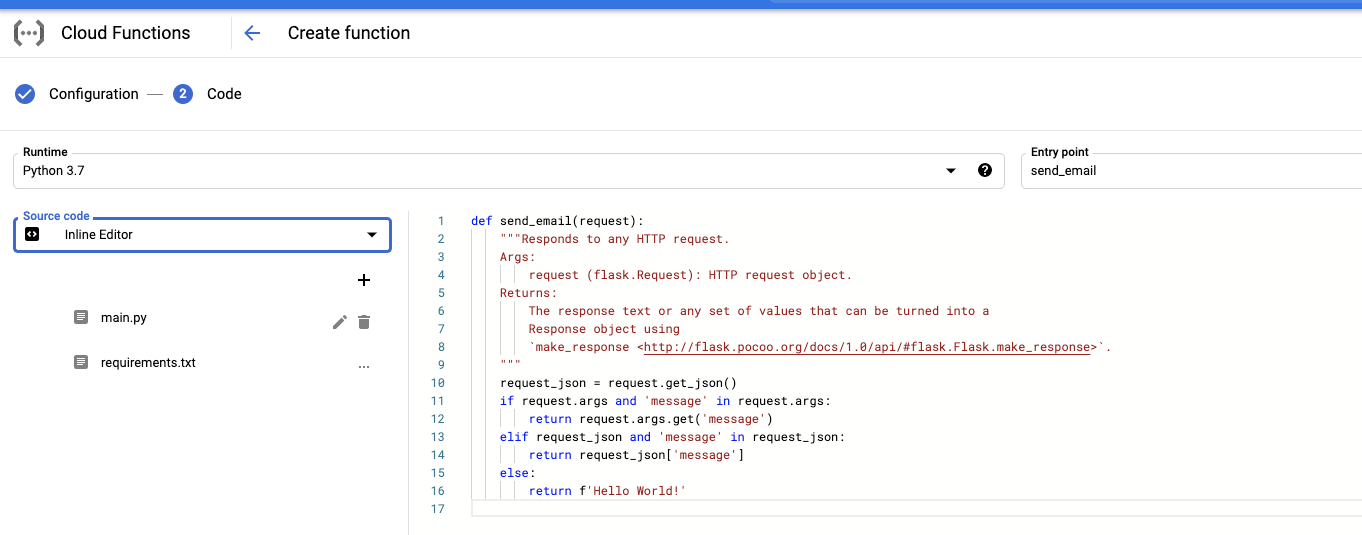 Cloud Functions
Create function
Configuration
2
Code
Runtime
Python 3.7
Entry point
send_email
Source code
Inline Editor
main.py
requirements.txt
...
1 def send_email(request):
2 """Responds to any HTTP request.
3 Args:
4 request (flask.Request): HTTP request object.
5 Returns:
6 The response text or any set of values that can be turned into a
7 Response object using
8 `make_response <http://flask.pocoo.org/docs/1.0/api/#flask.Flask.make_response>`.
9 """
10 request_json = request.get_json()
11 if request.args and 'message' in request.args:
12 return request.args.get('message')
13 elif request_json and 'message' in request_json:
14 return request_json['message']
15 else:
16 return f'Hello World!'
17